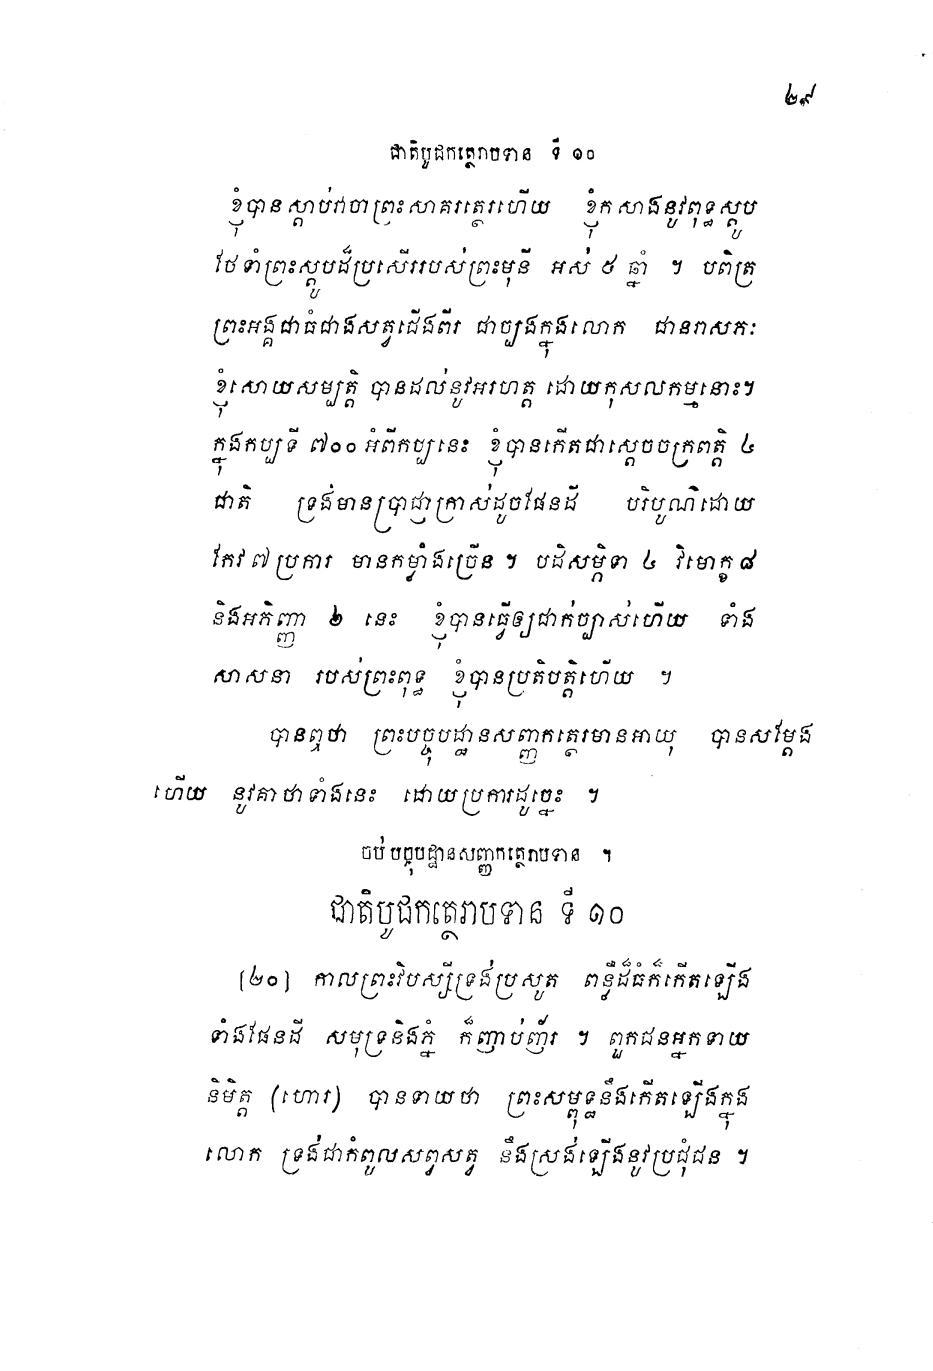 ២៩
ជាតិបូជកត្ថេរាបទាន ទី ១០
ខ្ញុំបានស្តាប់វាចាព្រះសាគរត្ថេរហើយ ខ្ញុំកសាងនូវពុទ្ធស្តូប
ថែទាំព្រះស្តូបដ៏ប្រសើររបស់ព្រះមុនី អស់ ៥ ឆ្នាំ ។ បពិត្រ
ព្រះអង្គជាធំជាងសត្វជើងពីរ ជាច្បងក្នុងលោក ជានរាសភៈ
ខ្ញុំសោយសម្បត្តិ បានដល់នូវអរហត្ត ដោយកុសលកម្មនោះ។
ក្នុងកប្បទី ៧០០ អំពីកប្បនេះ ខ្ញុំបានកើតជាស្តេចចក្រពត្តិ ៤
ជាតិ ទ្រង់មានប្រាជ្ញាក្រាស់ដូចផែនដី បរិបូណ៌ដោយ
កែវ ៧ ប្រការ មានកម្លាំងច្រើន ។ បដិសម្ភិទា ៤ វិមោក្ខ ៨
និងអភិញ្ញា ៦ នេះ ខ្ញុំបានធ្វើឲ្យជាក់ច្បាស់ហើយ ទាំង
សាសនា របស់ព្រះពុទ្ធ ខ្ញុំបានប្រតិបត្តិហើយ ។
បានឮថា ព្រះបច្ចុបដ្ឋានសញ្ញកត្ថេរមានអាយុ បានសម្តែង
ហើយ នូវគាថាទាំងនេះ ដោយប្រការដូច្នេះ ។
ចប់ បច្ចុបដ្ឋានសញ្ញកត្ថេរាបទាន ។
ជាតិបូជកត្ថេរាបទាន ទី ១០
[២០] កាលព្រះវិបស្សីទ្រង់ប្រសូត ពន្លឺដ៏ធំក៏កើតឡើង
ទាំងផែនដី សមុទ្រនិងភ្នំ ក៏ញាប់ញ័រ ។ ពួកជនអ្នកទាយ
និមិត្ត (ហោរ) បានទាយថា ព្រះសម្ពុទ្ធនឹងកើតឡើងក្នុង
លោក ទ្រង់ជាកំពូលសព្វសត្វ នឹងស្រង់ឡើងនូវប្រជុំជន ។